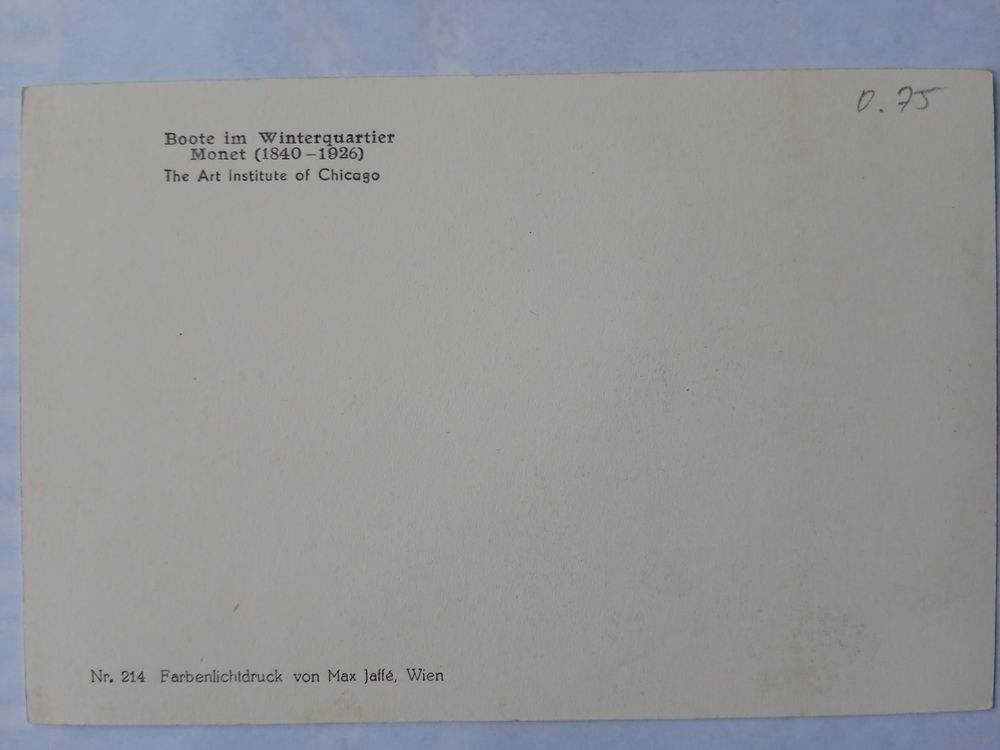 0.75
Boote im Winterquartier
Monet (1840–1926)
The Art Institute of Chicago
Nr. 214 Farbenlichtdruck von Max Jaffé, Wien